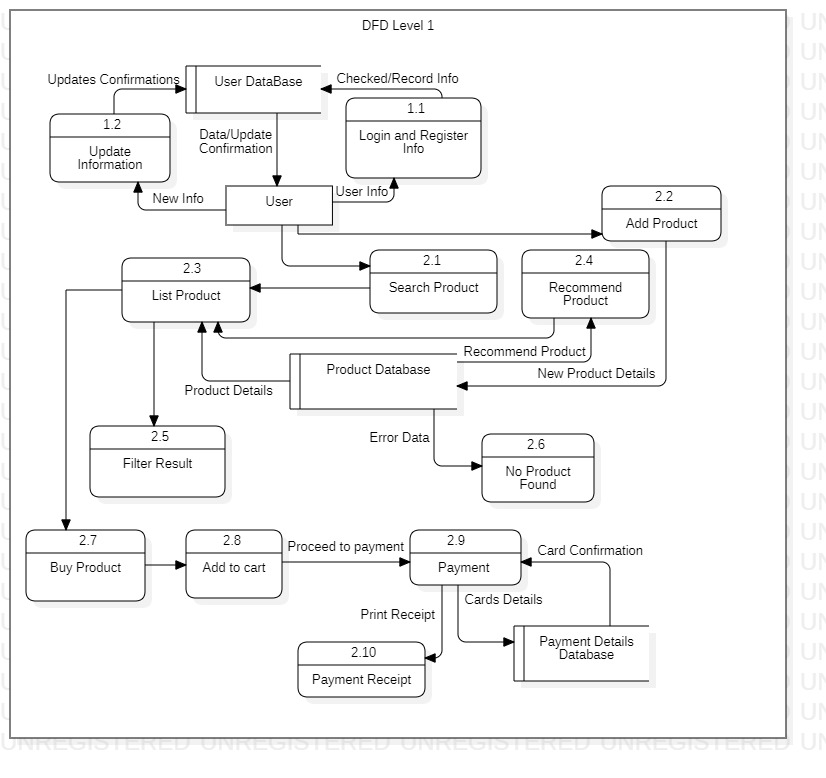 DFD Level 1
Updates Confirmations
User DataBase
Checked/Record Info
1.2
Update
Information
Data/Update
Confirmation
1.1
Login and Register
Info
New Info
User
User Info
2.2
Add Product
2.3
List Product
2.1
Search Product
2.4
Recommend
Product
Product Database
Recommend Product
Product Details
New Product Details
2.5
Filter Result
Error Data
2.6
No Product
Found
2.7
Buy Product
2.8
Add to cart
Proceed to payment
2.9
Payment
Card Confirmation
Print Receipt
Cards Details
2.10
Payment Receipt
Payment Details
Database
UNREGISTERED UNREGISTERED UNREGISTERED UNREGISTERED UN